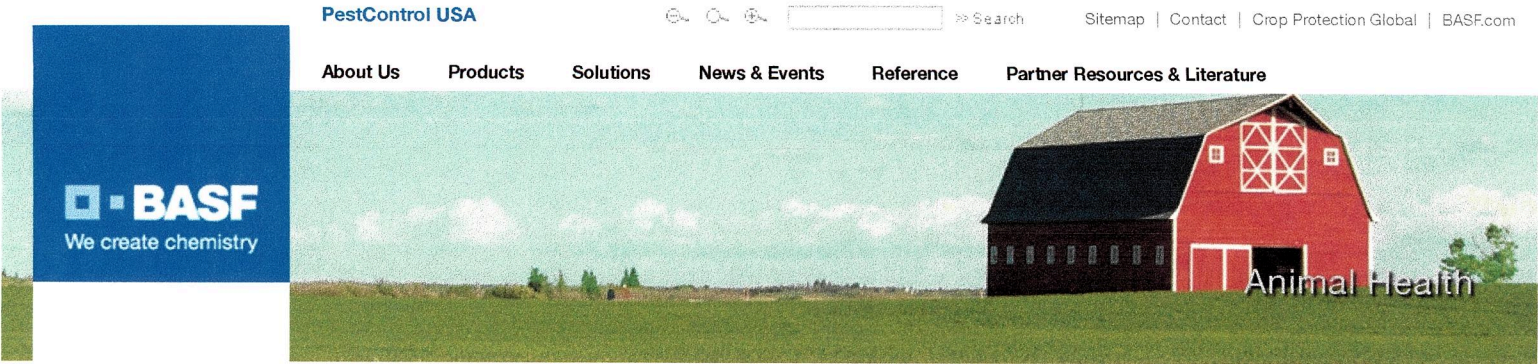 PestControl USA
>> Search
Sitemap | Contact | Crop Protection Global | BASF.com
About Us Products Solutions News & Events Reference Partner Resources & Literature
BASF
We create chemistry
Animal Health